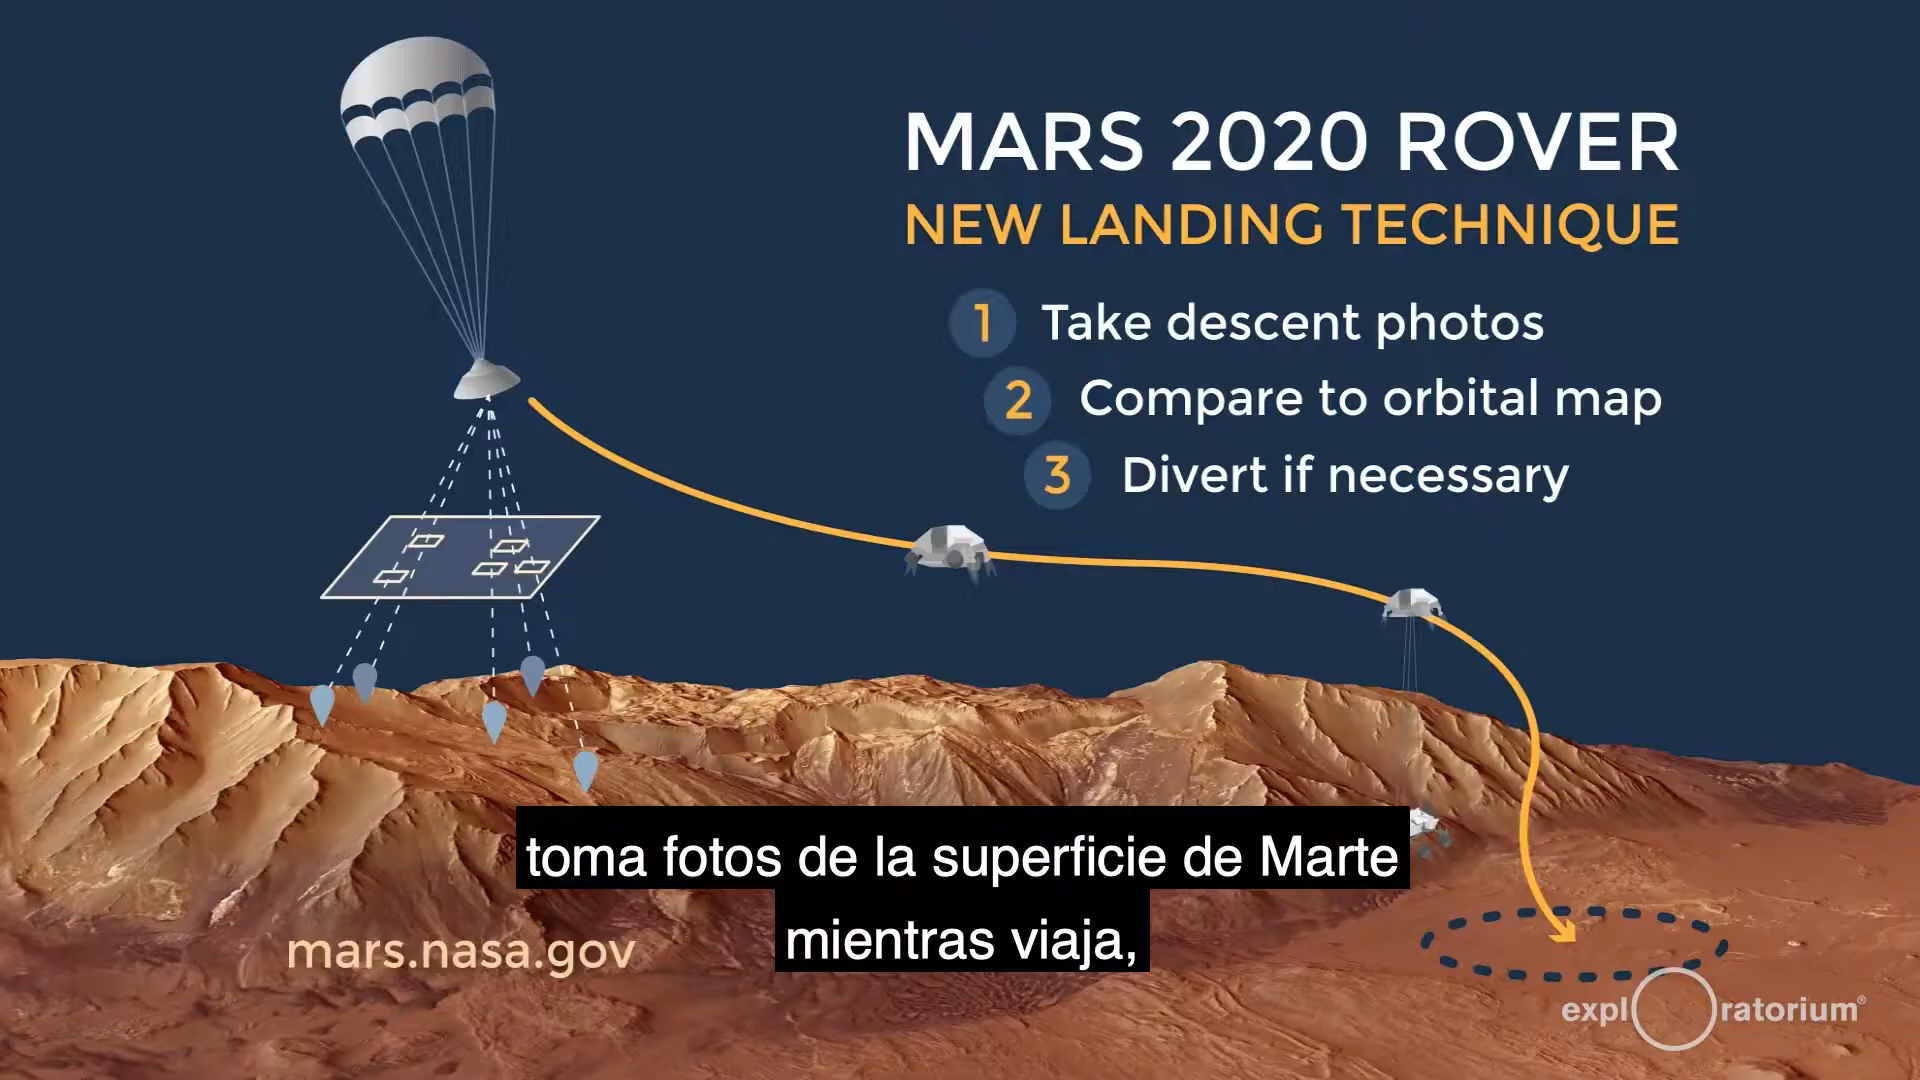 MARS 2020 ROVER
NEW LANDING TECHNIQUE
1 Take descent photos
2 Compare to orbital map
3 Divert if necessary
toma fotos de la superficie de Marte
mientras viaja,
mars.nasa.gov
exploratorium®